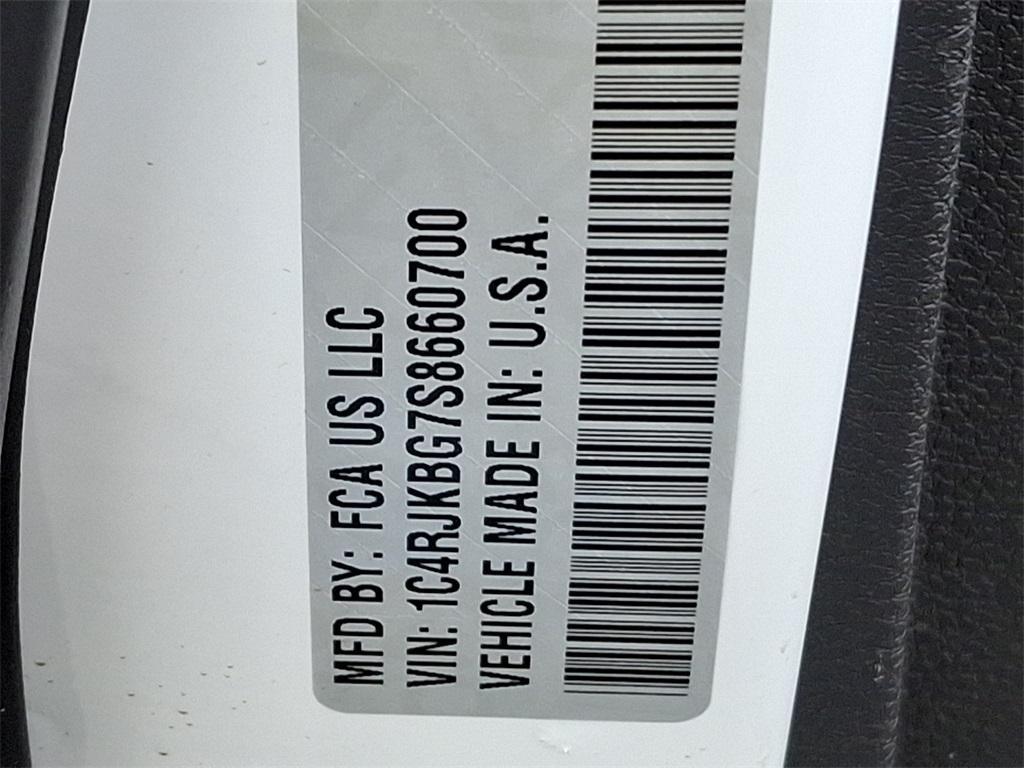 MFD BY: FCA US LLC
VIN: 1C4RJKBG7S8660700
VEHICLE MADE IN: U.S.A.